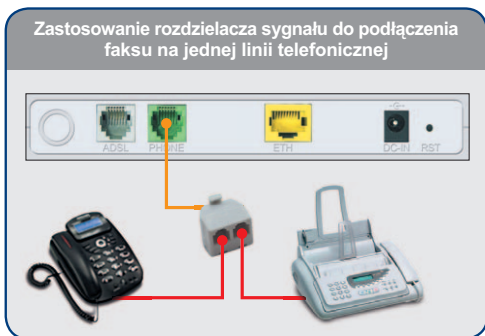 Zastosowanie rozdzielacza sygnału do podłączenia
faksu na jednej linii telefonicznej
ADSL PHONE ETH DC-IN RST